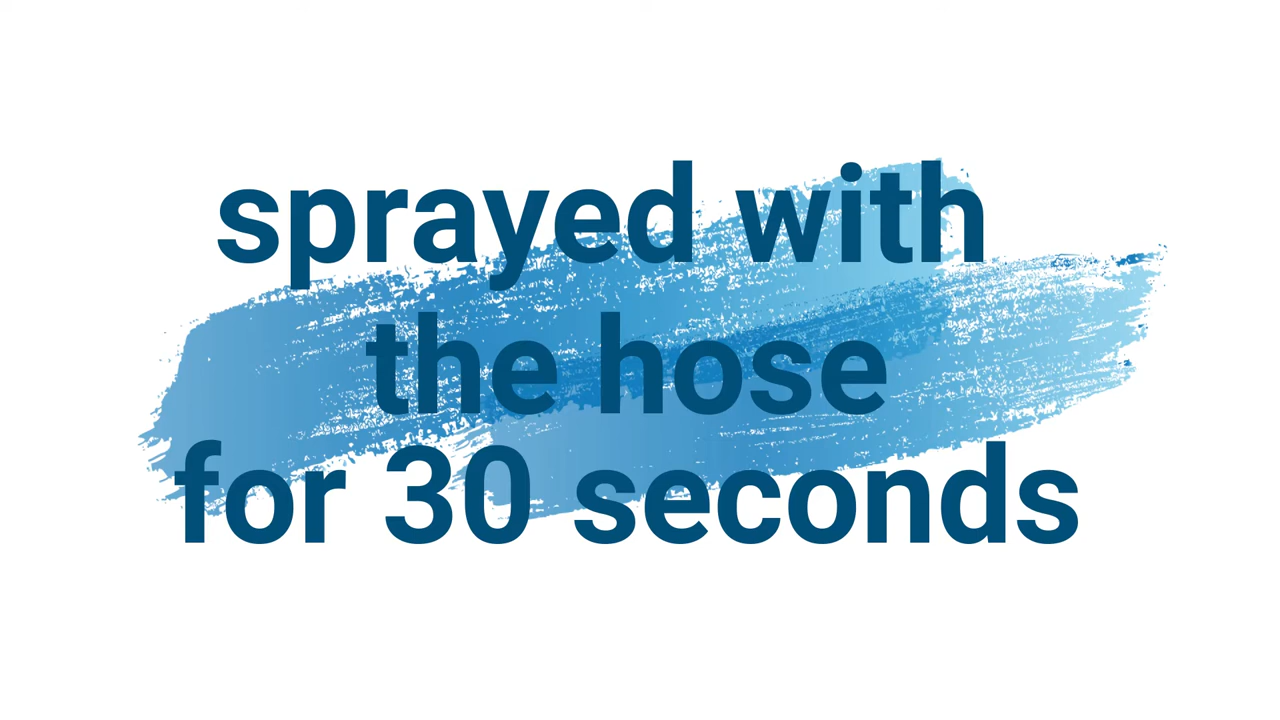 sprayed with
the hose
for 30 seconds